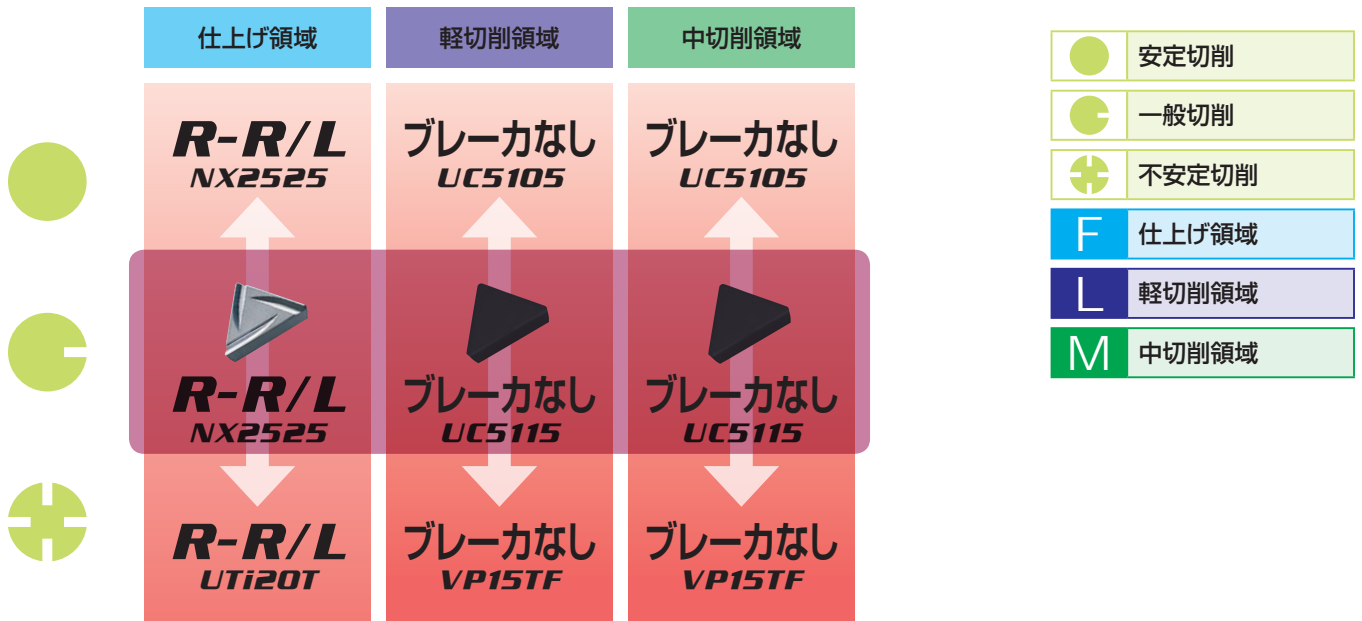 仕上げ領域
軽切削領域
中切削領域
R-R/L
NX2525
ブレーカなし
UC5105
ブレーカなし
UC5105
R-R/L
NX2525
ブレーカなし
UC5115
ブレーカなし
UC5115
R-R/L
UTi20T
ブレーカなし
VP15TF
ブレーカなし
VP15TF
安定切削
一般切削
不安定切削
F 仕上げ領域
L 軽切削領域
M 中切削領域